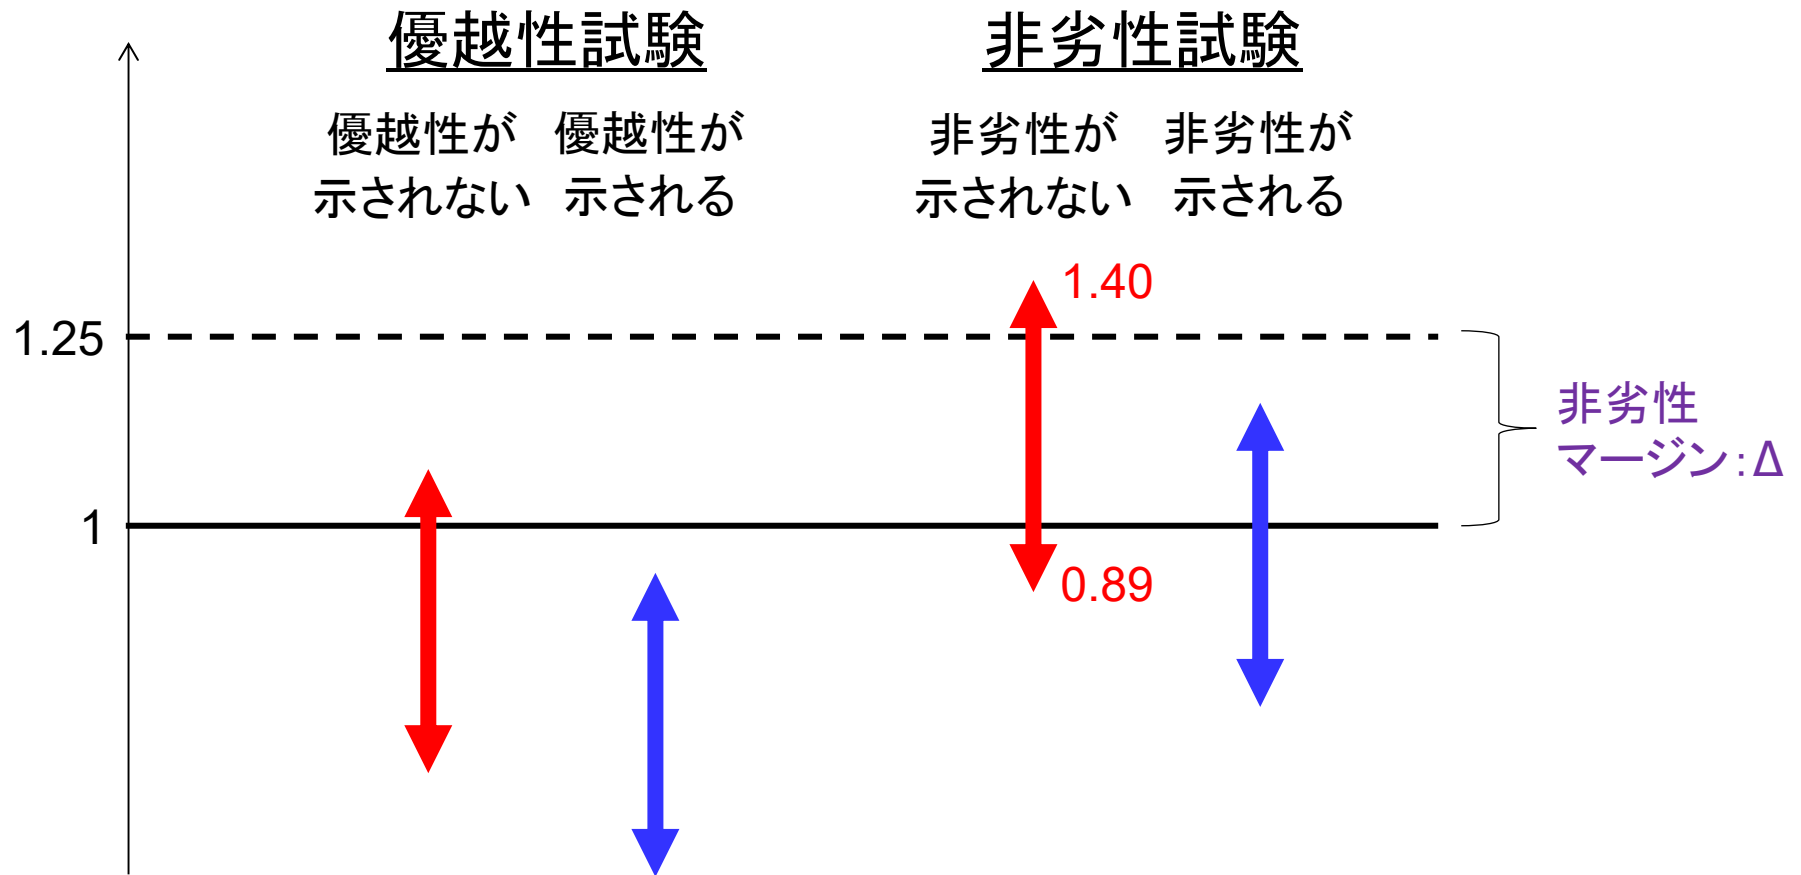 優越性試験
非劣性試験
優越性が
示されない
優越性が
示される
非劣性が
示されない
非劣性が
示される
1.40
1.25
非劣性
マージン:Δ
1
0.89